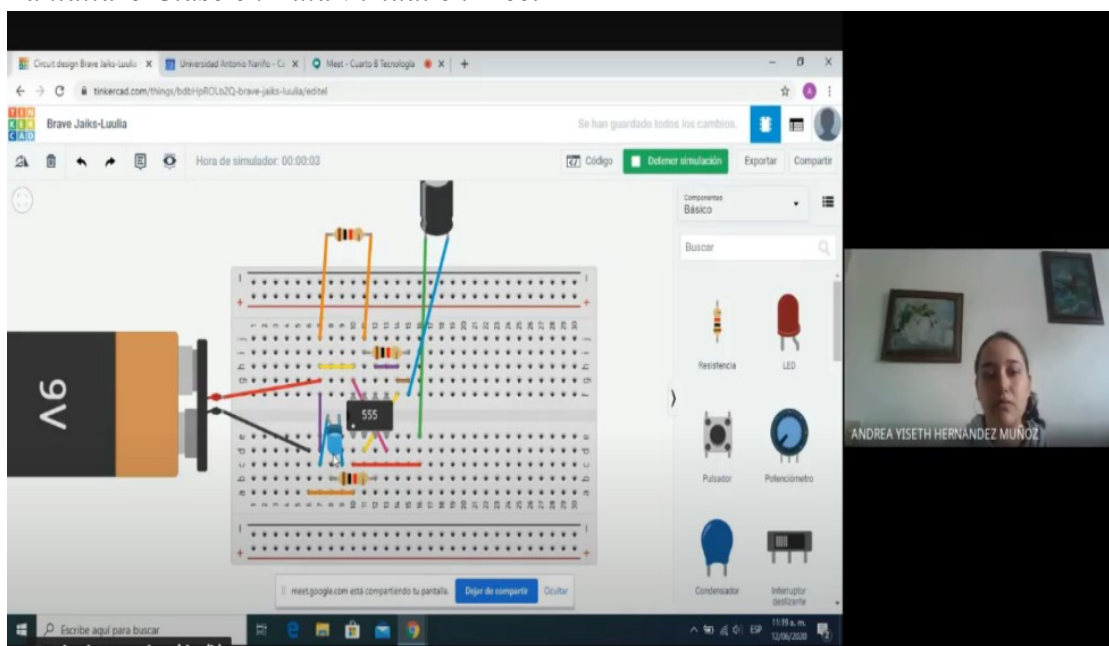 Circuit design Brave Jaiks-Luulia
Universidad Antonio Nariño - C
Meet - Cuarto B Tecnología
tinkercad.com/things/bdbHpROLb2Q-brave-jaiks-luulia/editel
TIN
KER
CAD
Brave Jaiks-Luulia
Se han guardado todos los cambios.
Hora de simulador: 00:00:03
Código
Detener simulación
Exportar
Compartir
Componentes
Básico
Buscar
Resistencia
LED
Pulsador
Potenciómetro
Condensador
Interruptor
deslizante
9V
555
ANDREA YISETH HERNANDEZ MUÑOZ
meet.google.com está compartiendo tu pantalla.
Dejar de compartir
Ocultar
Escribe aquí para buscar
ESP
11:19 a. m.
12/06/2020